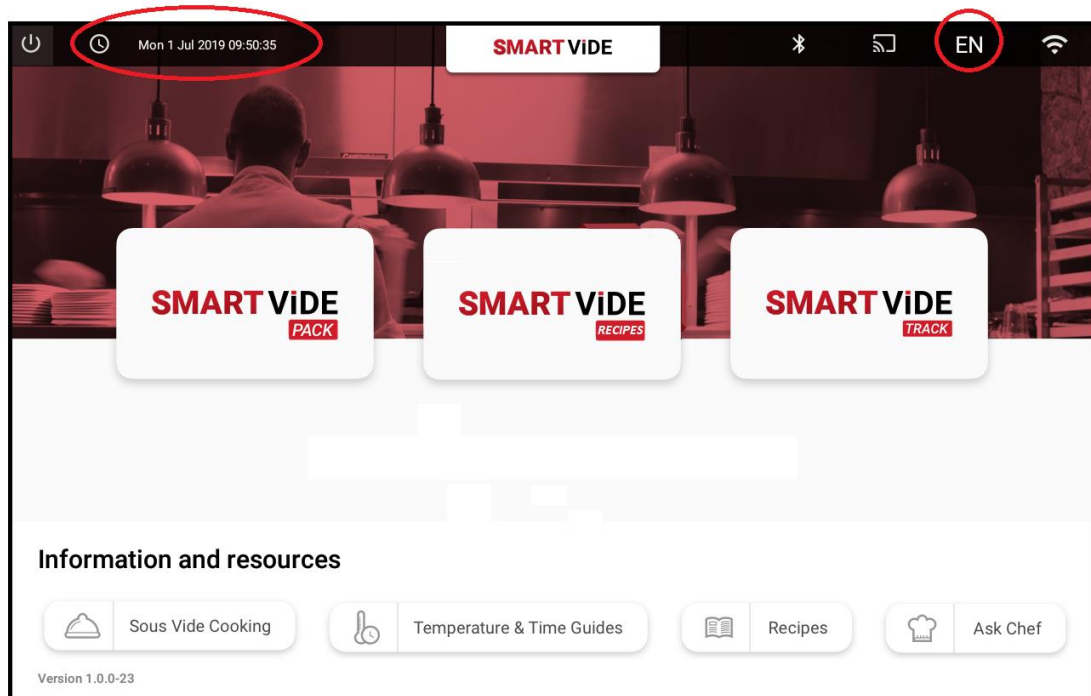 Mon 1 Jul 2019 09:50:35
SMARTViDE
EN
SMART ViDE
PACK
SMART ViDE
RECIPES
SMART ViDE
TRACK
Information and resources
Sous Vide Cooking
Temperature & Time Guides
Recipes
Ask Chef
Version 1.0.0-23